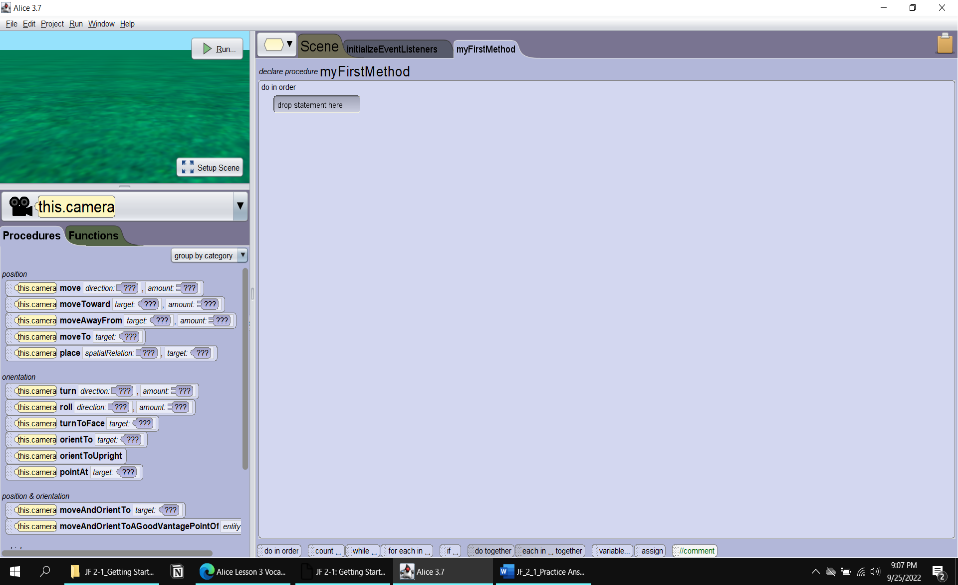 Alice 3.7
File Edit Project Run Window Help
Run...
Setup Scene
this.camera
Procedures Functions
group by category
position
this.camera move direction: ??? , amount: ???
this.camera moveToward target: ??? , amount: ???
this.camera moveAwayFrom target: ??? , amount: ???
this.camera moveTo target: ???
this.camera place spatialRelation: ??? , target: ???
orientation
this.camera turn direction: ??? , amount: ???
this.camera roll direction: ??? , amount: ???
this.camera turnToFace target: ???
this.camera orientTo target: ???
this.camera orientToUpright
this.camera pointAt target: ???
position & orientation
this.camera moveAndOrientTo target: ???
this.camera moveAndOrientToAGoodVantagePointOf entity
Scene initializeEventListeners myFirstMethod
declare procedure myFirstMethod
do in order
drop statement here
do in order count _ while _ for each in _ if _ do together each in _ together variable... assign //comment
JF 2-1_Getting Start... Alice Lesson 3 Voca... JF 2-1: Getting Start... Alice 3.7 JF_2_1_Practice Ans...
9:07 PM
9/25/2022
2